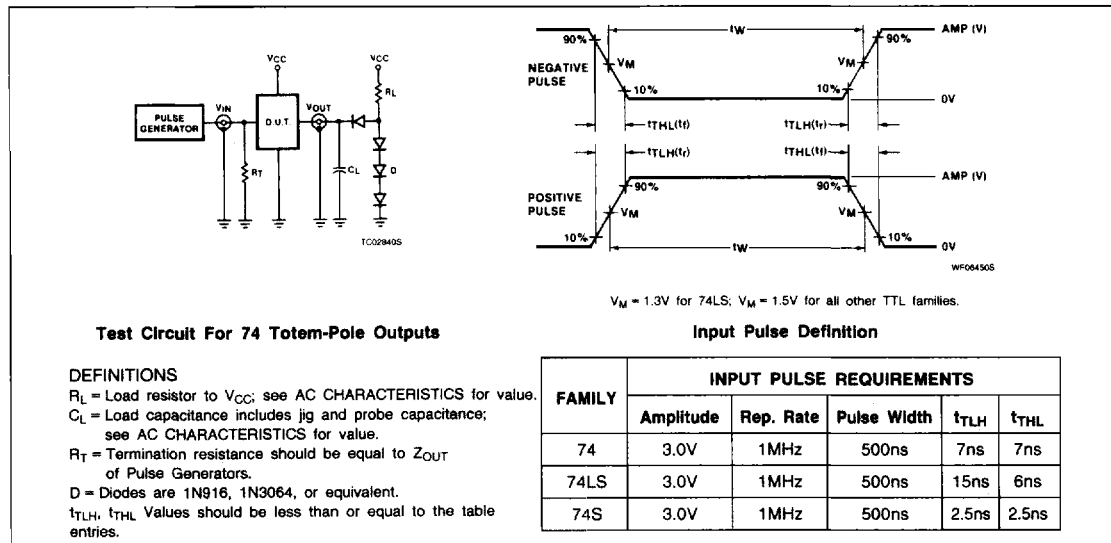 VCC
VCC
RL
PULSE
GENERATOR
VIN
D.U.T.
VOUT
RT
CL
D
TC02840S
Test Circuit For 74 Totem-Pole Outputs
DEFINITIONS
RL = Load resistor to VCC; see AC CHARACTERISTICS for value.
CL = Load capacitance includes jig and probe capacitance;
see AC CHARACTERISTICS for value.
RT = Termination resistance should be equal to ZOUT
of Pulse Generators.
D = Diodes are 1N916, 1N3064, or equivalent.
tTLH, tTHL Values should be less than or equal to the table
entries.
90%
tW
90%
AMP (V)
NEGATIVE
PULSE
VM
VM
10%
10%
0V
tTHL(tf)
tTLH(tr)
tTLH(tr)
tTHL(tf)
90%
90%
AMP (V)
POSITIVE
PULSE
VM
VM
10%
tW
10%
0V
WF06450S
VM = 1.3V for 74LS; VM = 1.5V for all other TTL families.
Input Pulse Definition
FAMILY
INPUT PULSE REQUIREMENTS
Amplitude Rep. Rate Pulse Width tTLH tTHL
74 3.0V 1MHz 500ns 7ns 7ns
74LS 3.0V 1MHz 500ns 15ns 6ns
74S 3.0V 1MHz 500ns 2.5ns 2.5ns